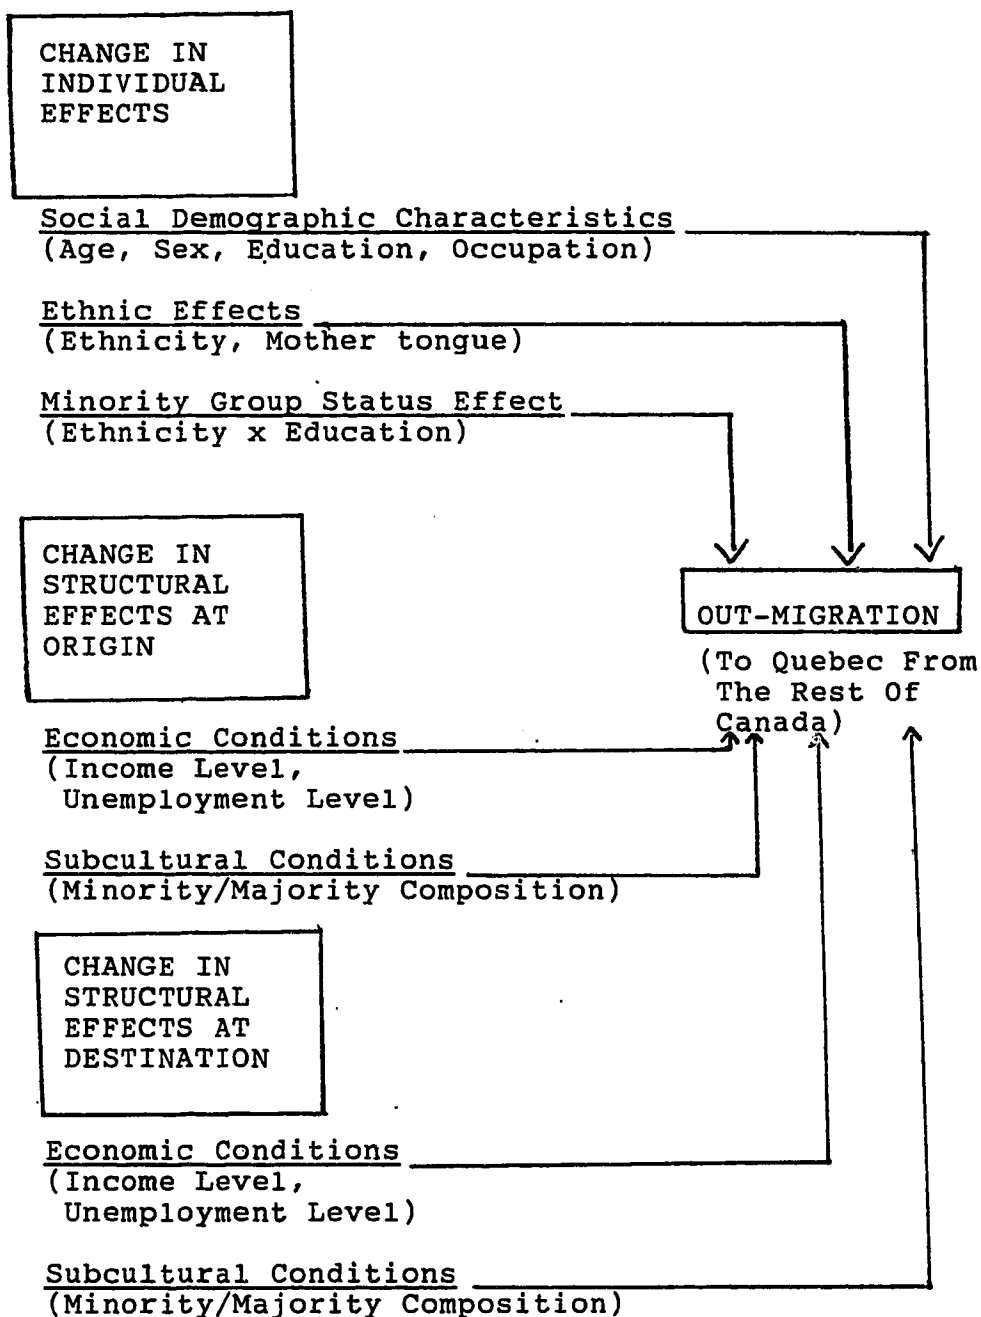 CHANGE IN
INDIVIDUAL
EFFECTS
Social Demographic Characteristics
(Age, Sex, Education, Occupation)
Ethnic Effects
(Ethnicity, Mother tongue)
Minority Group Status Effect
(Ethnicity x Education)
CHANGE IN
STRUCTURAL
EFFECTS AT
ORIGIN
OUT-MIGRATION
(To Quebec From
The Rest Of
Canada)
Economic Conditions
(Income Level,
Unemployment Level)
Subcultural Conditions
(Minority/Majority Composition)
CHANGE IN
STRUCTURAL
EFFECTS AT
DESTINATION
Economic Conditions
(Income Level,
Unemployment Level)
Subcultural Conditions
(Minority/Majority Composition)